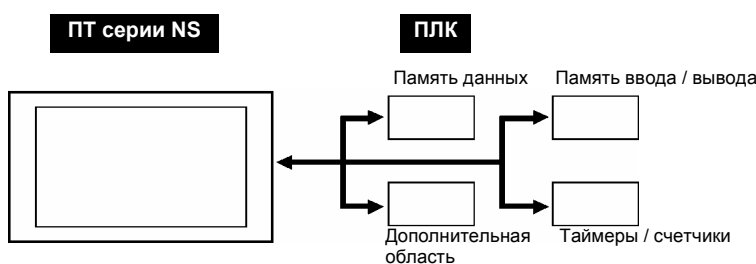 ПТ серии NS
ПЛК
Память данных
Память ввода / вывода
Дополнительная
область
Таймеры / счетчики